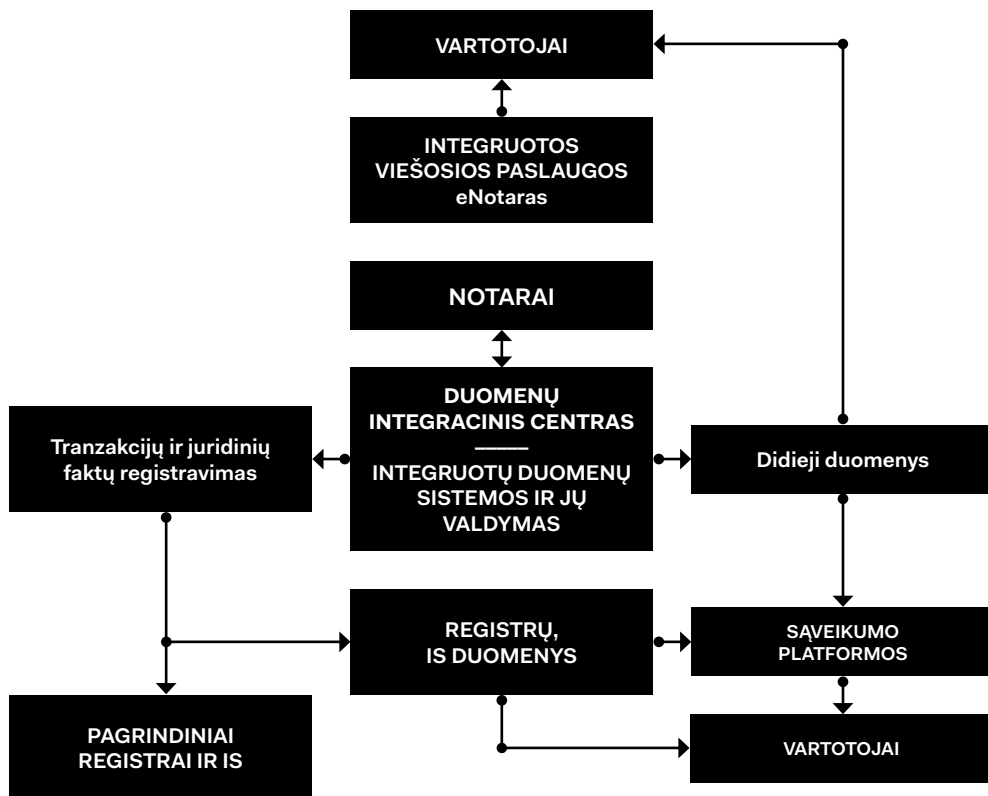 VARTOTOJAI
INTEGRUOTOS
VIEŠOSIOS PASLAUGOS
eNotaras
NOTARAI
DUOMENŲ
INTEGRACINIS CENTRAS
INTEGRUOTŲ DUOMENŲ
SISTEMOS IR JŲ
VALDYMAS
Tranzakcijų ir juridinių
faktų registravimas
Didieji duomenys
REGISTRŲ,
IS DUOMENYS
SĄVEIKUMO
PLATFORMOS
PAGRINDINIAI
REGISTRAI IR IS
VARTOTOJAI